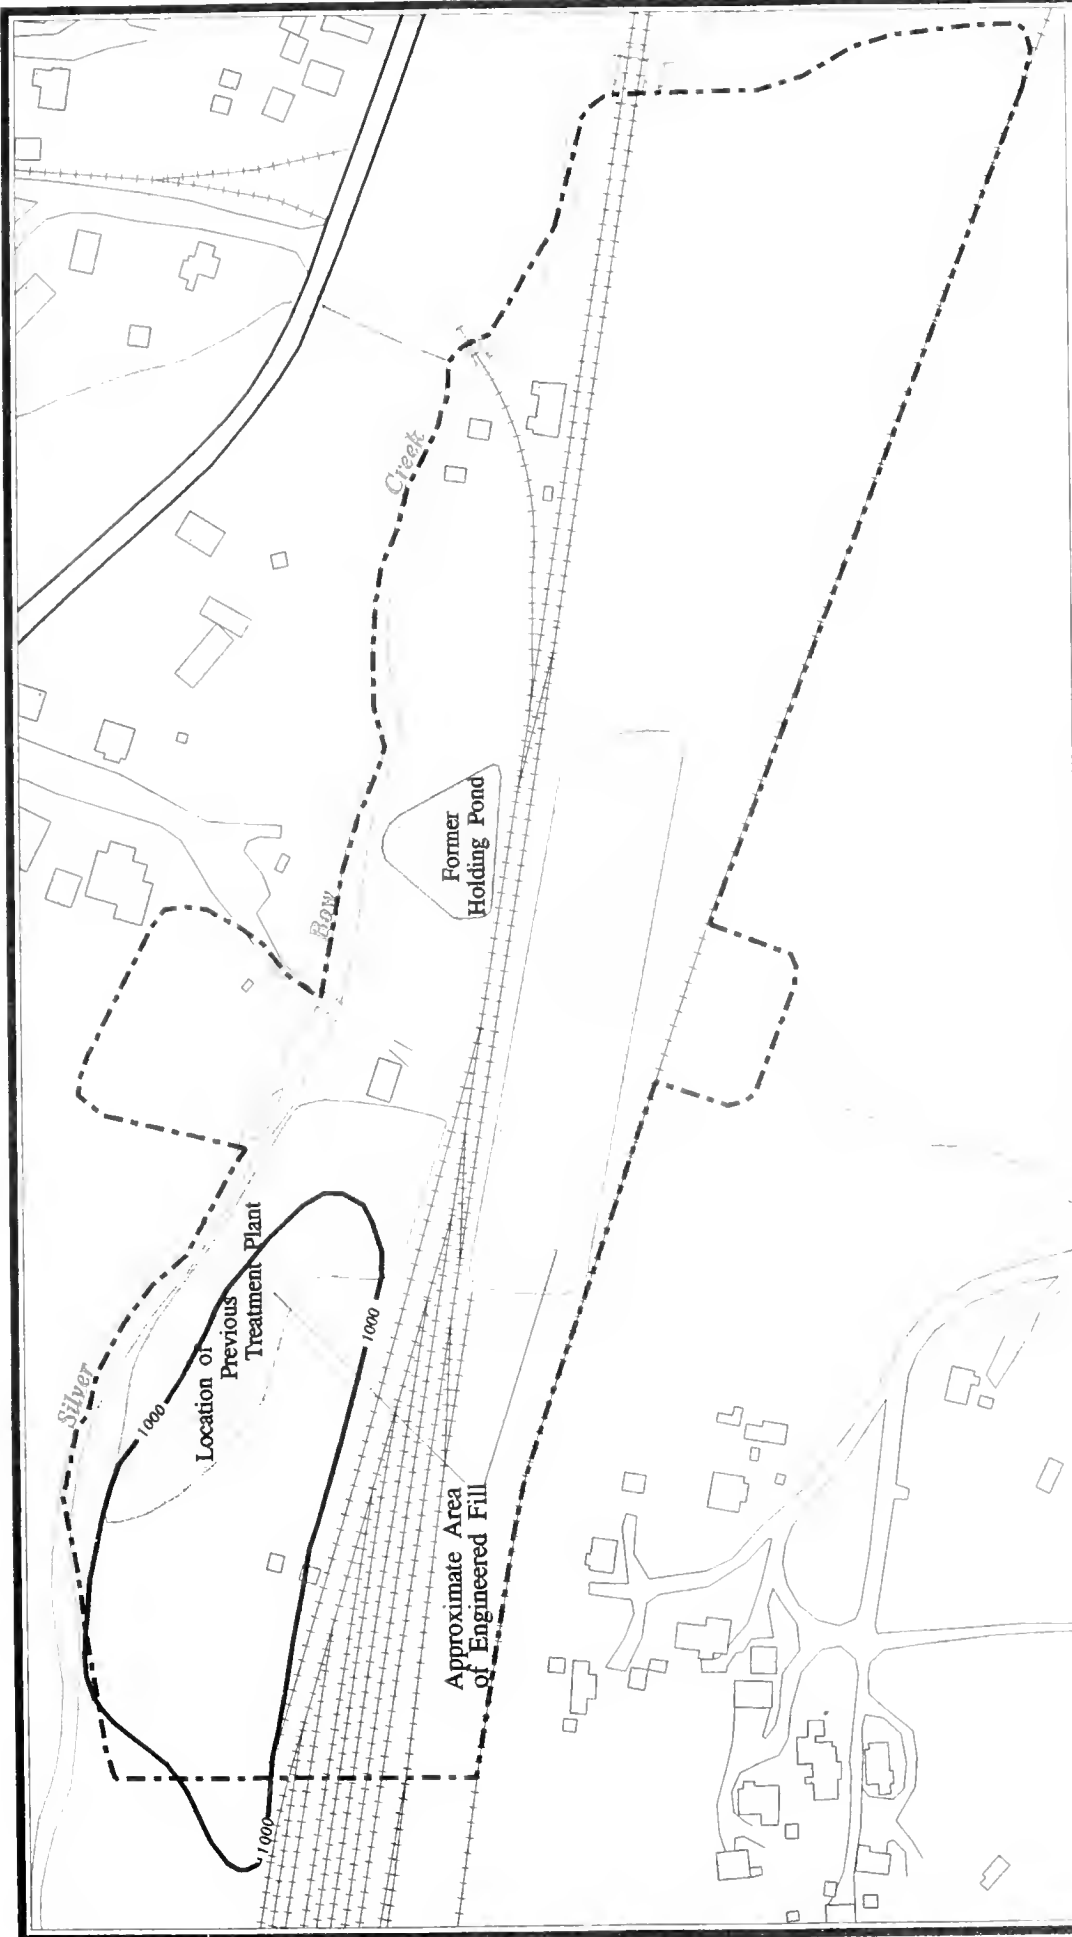 Silver
Bow
Creek
1000
Location of
Previous
Treatment Plant
1000
1000
Former
Holding Pond
Approximate Area
of Engineered Fill